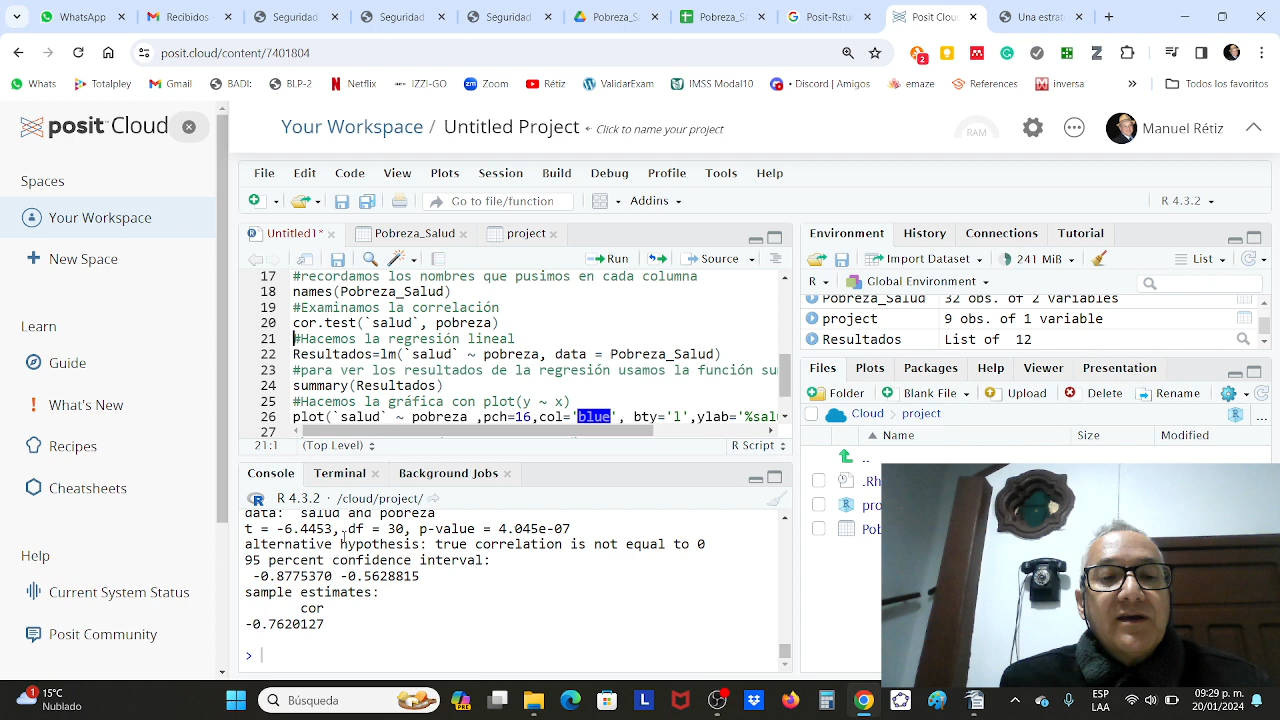 WhatsApp
Recibidos
Seguridad
Seguridad
Seguridad
Pobreza_S
Pobreza_S
Posit-Rstu
Posit Clou
Una estrat
posit.cloud/content/7401804
2
Whats
Totalpley
Gmail
BADI:
BLP-2
Netflix
IZZI-GO
Zoom
Rétiz
ValidarExam
IMSS Modal10
Discord | Amigos
emaze
References
inversa
»
Todos los favoritos
posit Cloud
Your Workspace / Untitled Project
Click to name your project
RAM
Manuel Rétiz
Spaces
Your Workspace
New Space
Learn
Guide
What's New
Recipes
Cheatsheets
Help
Current System Status
Posit Community
File Edit Code View Plots Session Build Debug Profile Tools Help
Go to file/function
Addins
R 4.3.2
Untitled1*
Pobreza_Salud
project
Run
Source
17 #recordamos los nombres que pusimos en cada columna
18 names(Pobreza_Salud)
19 #Examinamos la correlación
20 cor.test(`salud`, pobreza)
21 #Hacemos la regresión lineal
22 Resultados=lm(`salud` ~ pobreza, data = Pobreza_Salud)
23 #para ver los resultados de la regresión usamos la función su
24 summary(Resultados)
25 #Hacemos la gráfica con plot(y ~ x)
26 plot(`salud` ~ pobreza ,pch=16,col='blue', bty='l',ylab='%sal
27
21:1 (Top Level)
R Script
Console Terminal Background Jobs
R 4.3.2 · /cloud/project/
data: salud and pobreza
t = -6.4453, df = 30, p-value = 4.045e-07
alternative hypothesis: true correlation is not equal to 0
95 percent confidence interval:
-0.8775370 -0.5628815
sample estimates:
cor
-0.7620127
>
Environment History Connections Tutorial
Import Dataset
241 MiB
List
R
Global Environment
Pobreza_Salud 32 obs. of 2 variables
project 9 obs. of 1 variable
Resultados List of 12
Files Plots Packages Help Viewer Presentation
Folder
Blank File
Upload
Delete
Rename
Cloud
project
...
Name Size Modified
..
.Rh
pro
Pob
1
15°C
Nublado
Búsqueda
PRE
L
ESP
LAA
09:29 p. m.
20/01/2024